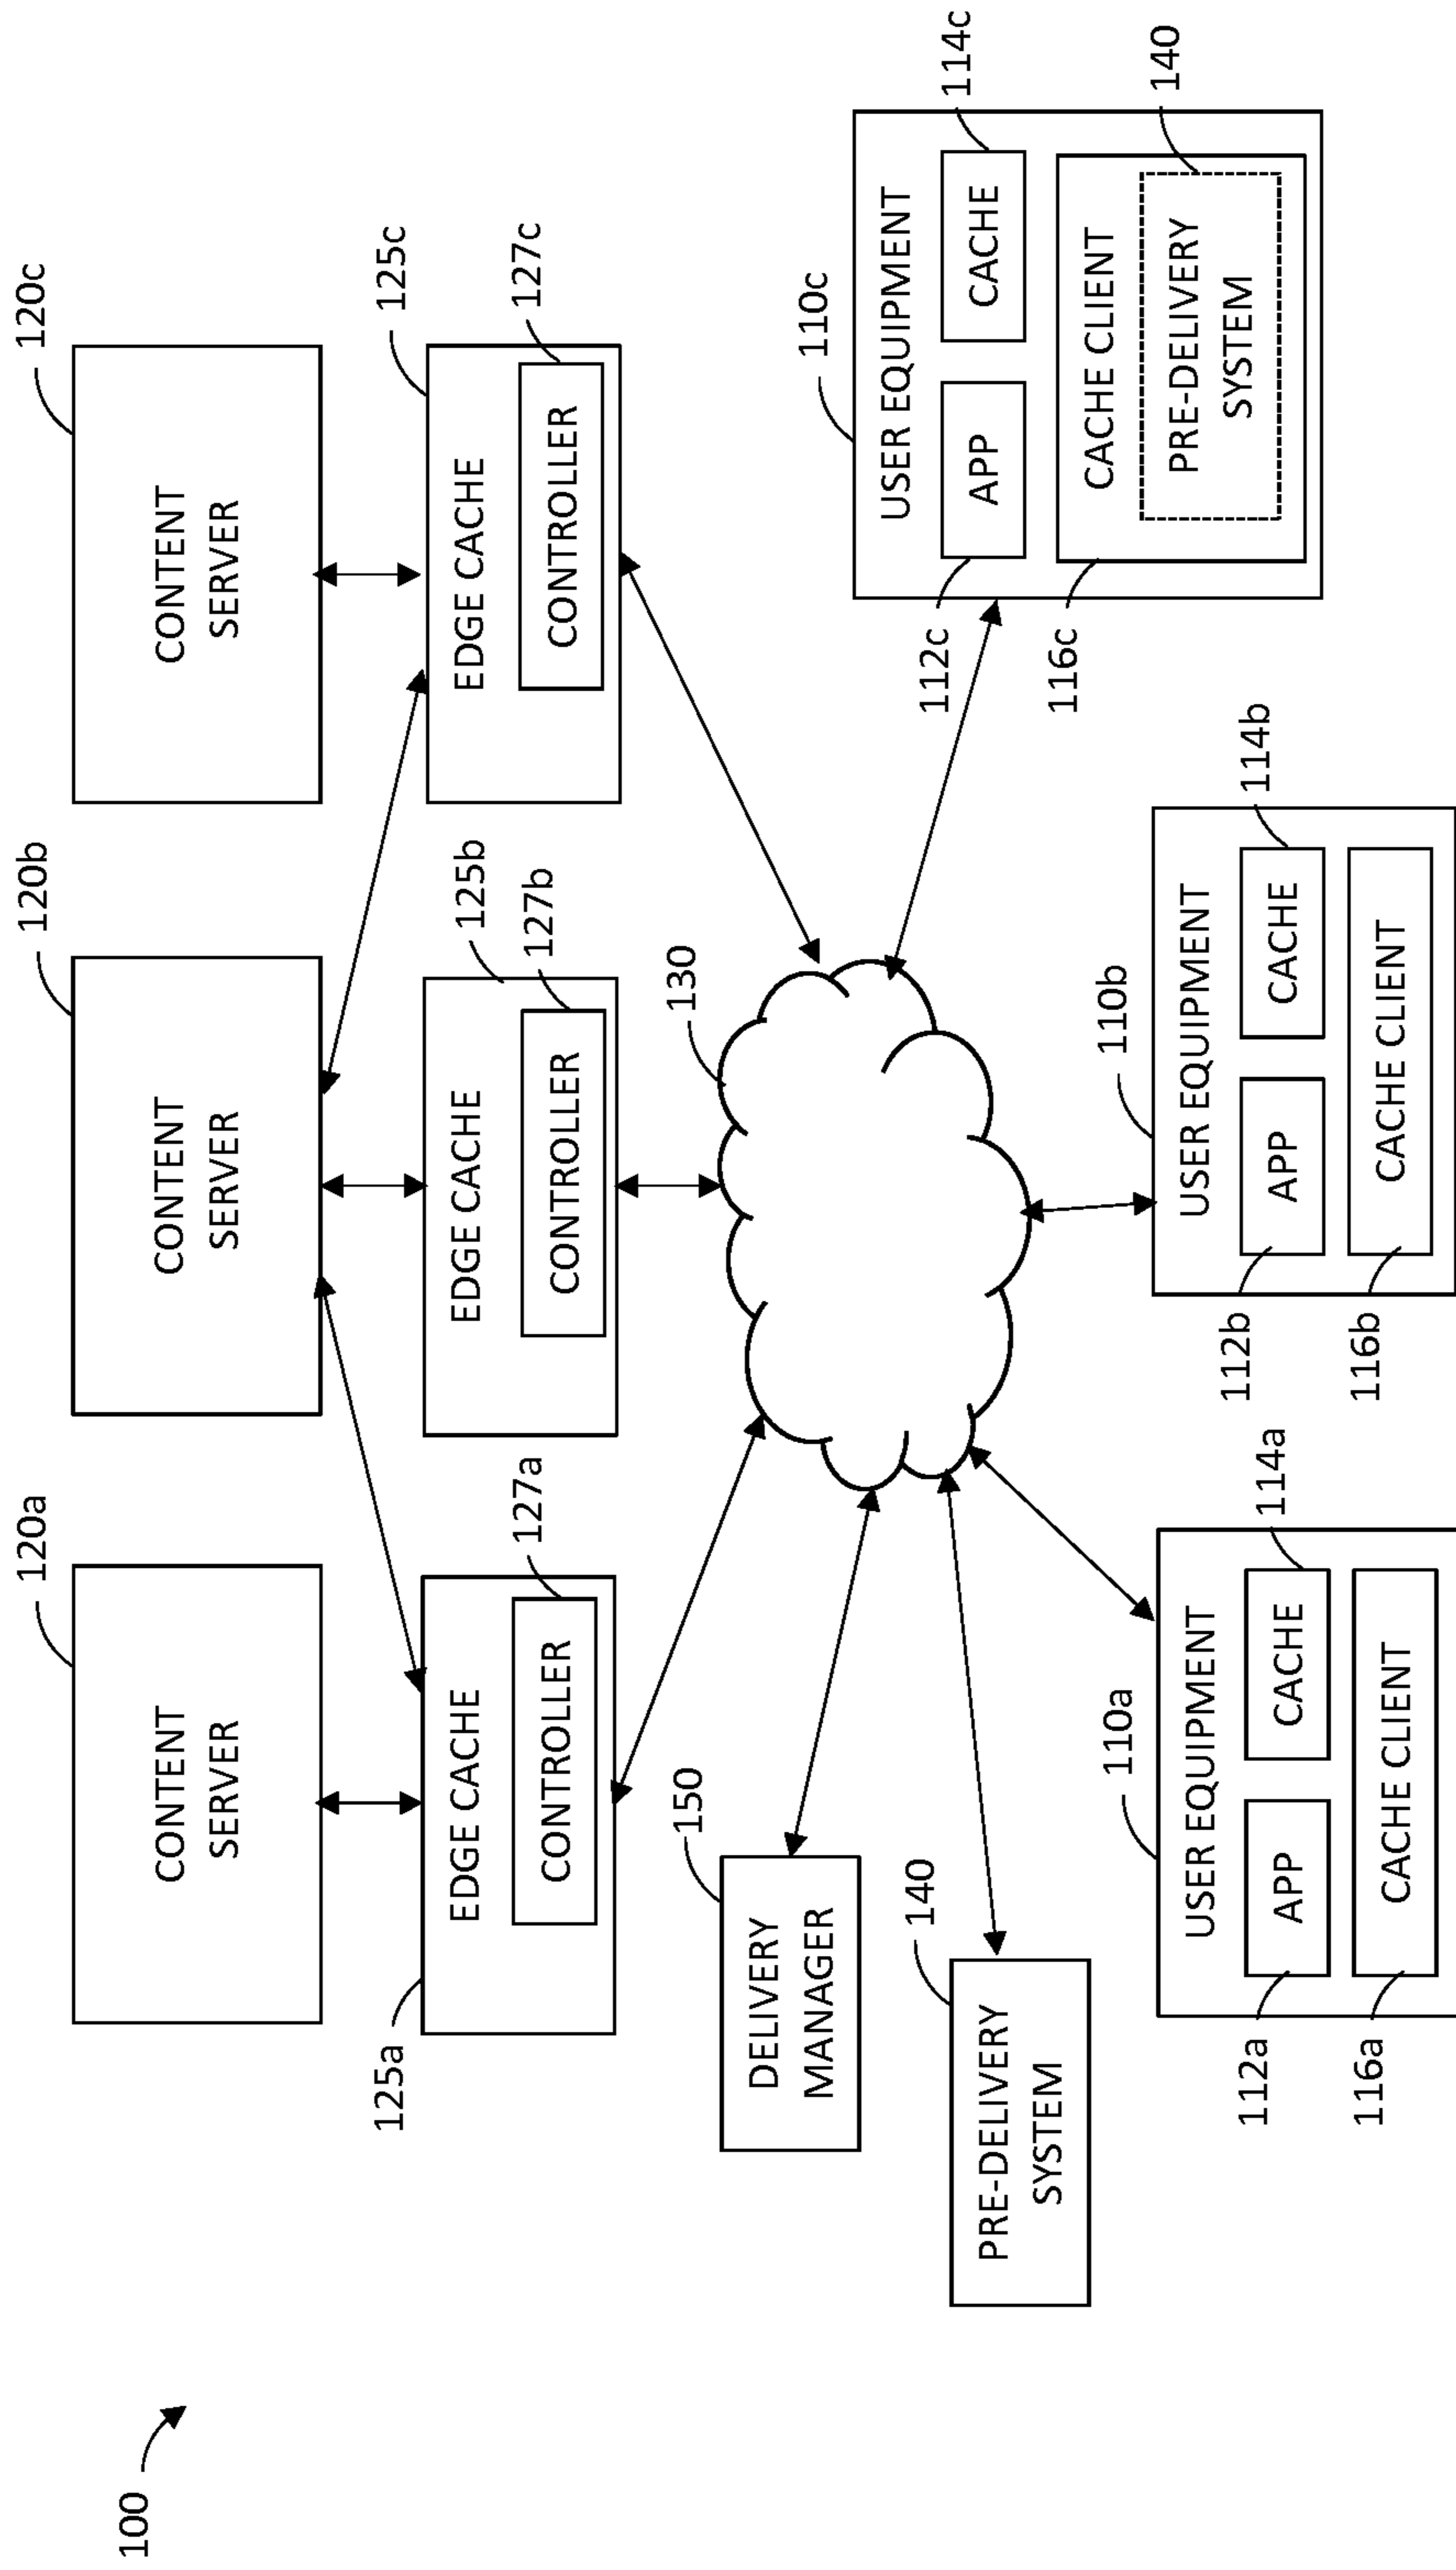 100
120a
CONTENT
SERVER
120b
CONTENT
SERVER
120c
CONTENT
SERVER
125a
EDGE CACHE
127a
CONTROLLER
125b
EDGE CACHE
127b
CONTROLLER
125c
EDGE CACHE
127c
CONTROLLER
130
150
DELIVERY
MANAGER
140
PRE-DELIVERY
SYSTEM
110a
USER EQUIPMENT
112a
APP
114a
CACHE
116a
CACHE CLIENT
110b
USER EQUIPMENT
112b
APP
114b
CACHE
116b
CACHE CLIENT
110c
USER EQUIPMENT
112c
APP
114c
CACHE
116c
CACHE CLIENT
140
PRE-DELIVERY
SYSTEM